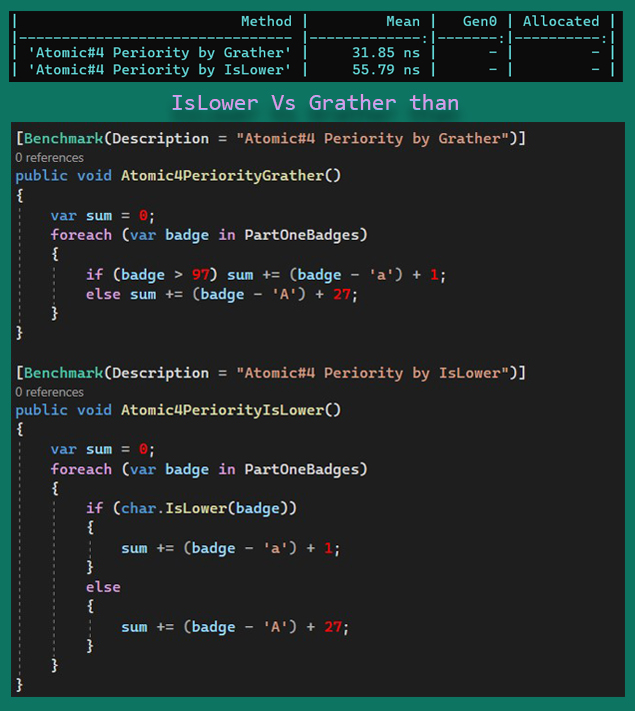 |                         Method |         Mean |   Gen0 | Allocated |
|------------------------------- |-------------:|-------:|----------:|
| 'Atomic#4 Periority by Grather' |     31.85 ns |      - |         - |
| 'Atomic#4 Periority by IsLower' |     55.79 ns |      - |         - |
IsLower Vs Grather than
[Benchmark(Description = "Atomic#4 Periority by Grather")]
0 references
public void Atomic4PeriorityGrather()
{
    var sum = 0;
    foreach (var badge in PartOneBadges)
    {
        if (badge > 97) sum += (badge - 'a') + 1;
        else sum += (badge - 'A') + 27;
    }
}
[Benchmark(Description = "Atomic#4 Periority by IsLower")]
0 references
public void Atomic4PeriorityIsLower()
{
    var sum = 0;
    foreach (var badge in PartOneBadges)
    {
        if (char.IsLower(badge))
        {
            sum += (badge - 'a') + 1;
        }
        else
        {
            sum += (badge - 'A') + 27;
        }
    }
}